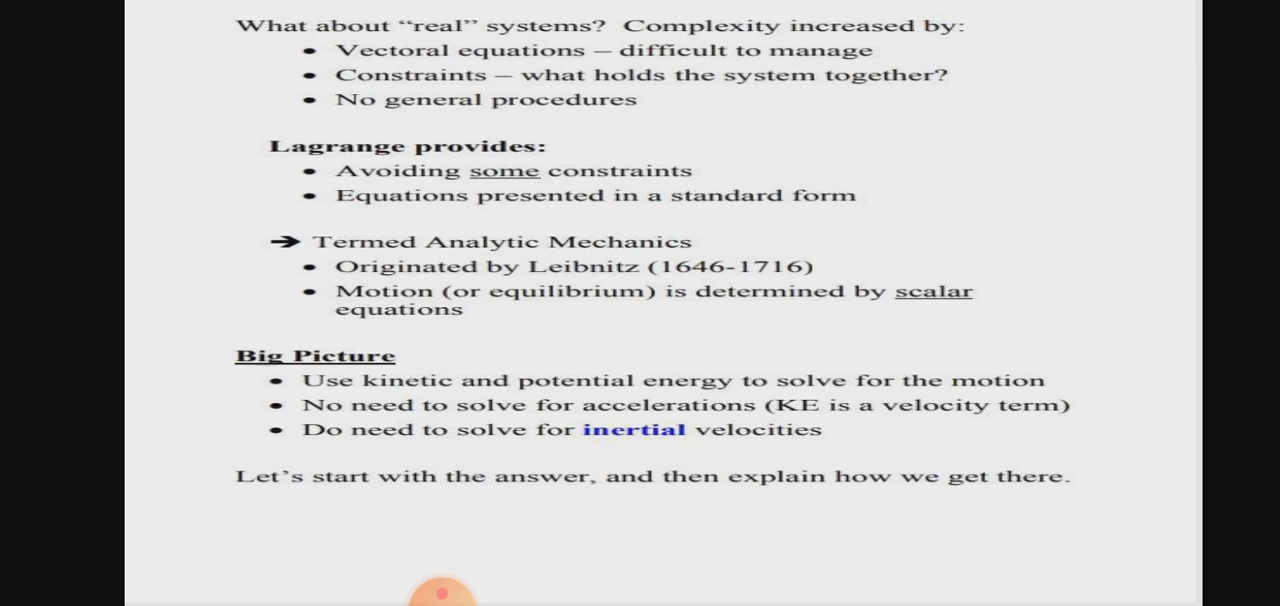 What about “real” systems? Complexity increased by:
• Vectoral equations – difficult to manage
• Constraints – what holds the system together?
• No general procedures
Lagrange provides:
• Avoiding some constraints
• Equations presented in a standard form
➔ Termed Analytic Mechanics
• Originated by Leibnitz (1646-1716)
• Motion (or equilibrium) is determined by scalar
equations
Big Picture
• Use kinetic and potential energy to solve for the motion
• No need to solve for accelerations (KE is a velocity term)
• Do need to solve for inertial velocities
Let’s start with the answer, and then explain how we get there.